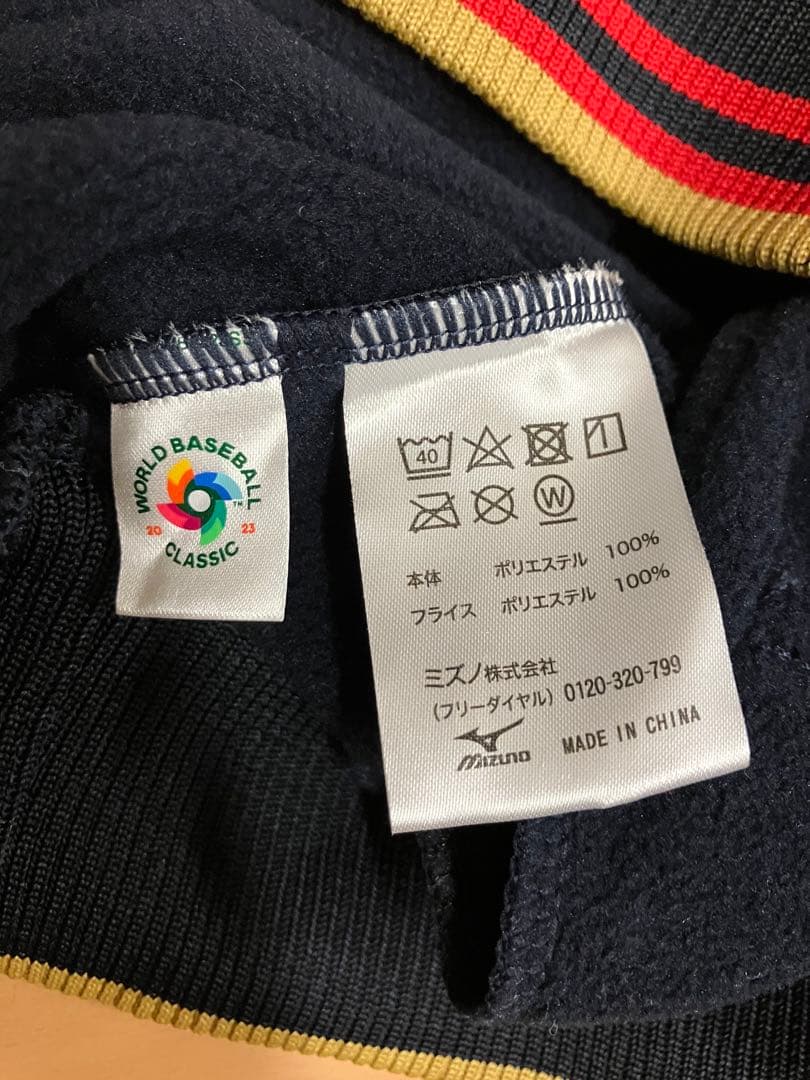 WORLD BASEBALL
20 23
CLASSIC
™
40
W
本体 ポリエステル 100%
フライス ポリエステル 100%
ミズノ株式会社
(フリーダイヤル) 0120-320-799
MIZUNO MADE IN CHINA